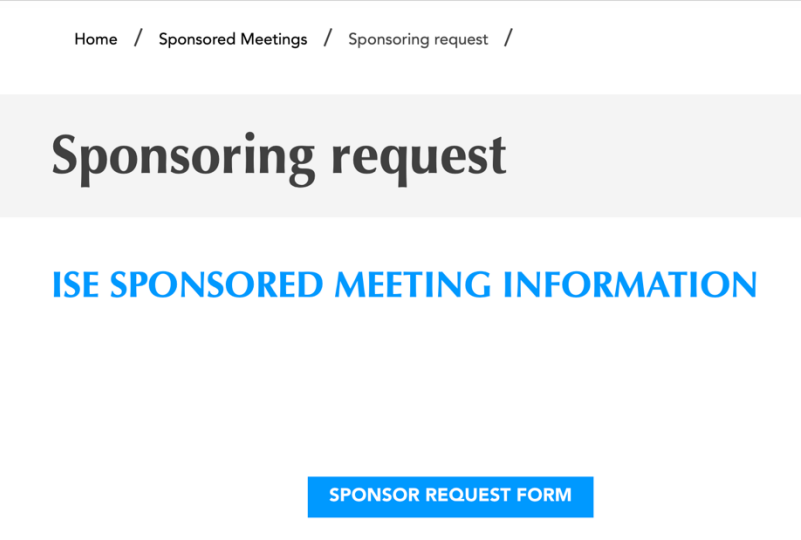 Home / Sponsored Meetings / Sponsoring request /
Sponsoring request
ISE SPONSORED MEETING INFORMATION
SPONSOR REQUEST FORM